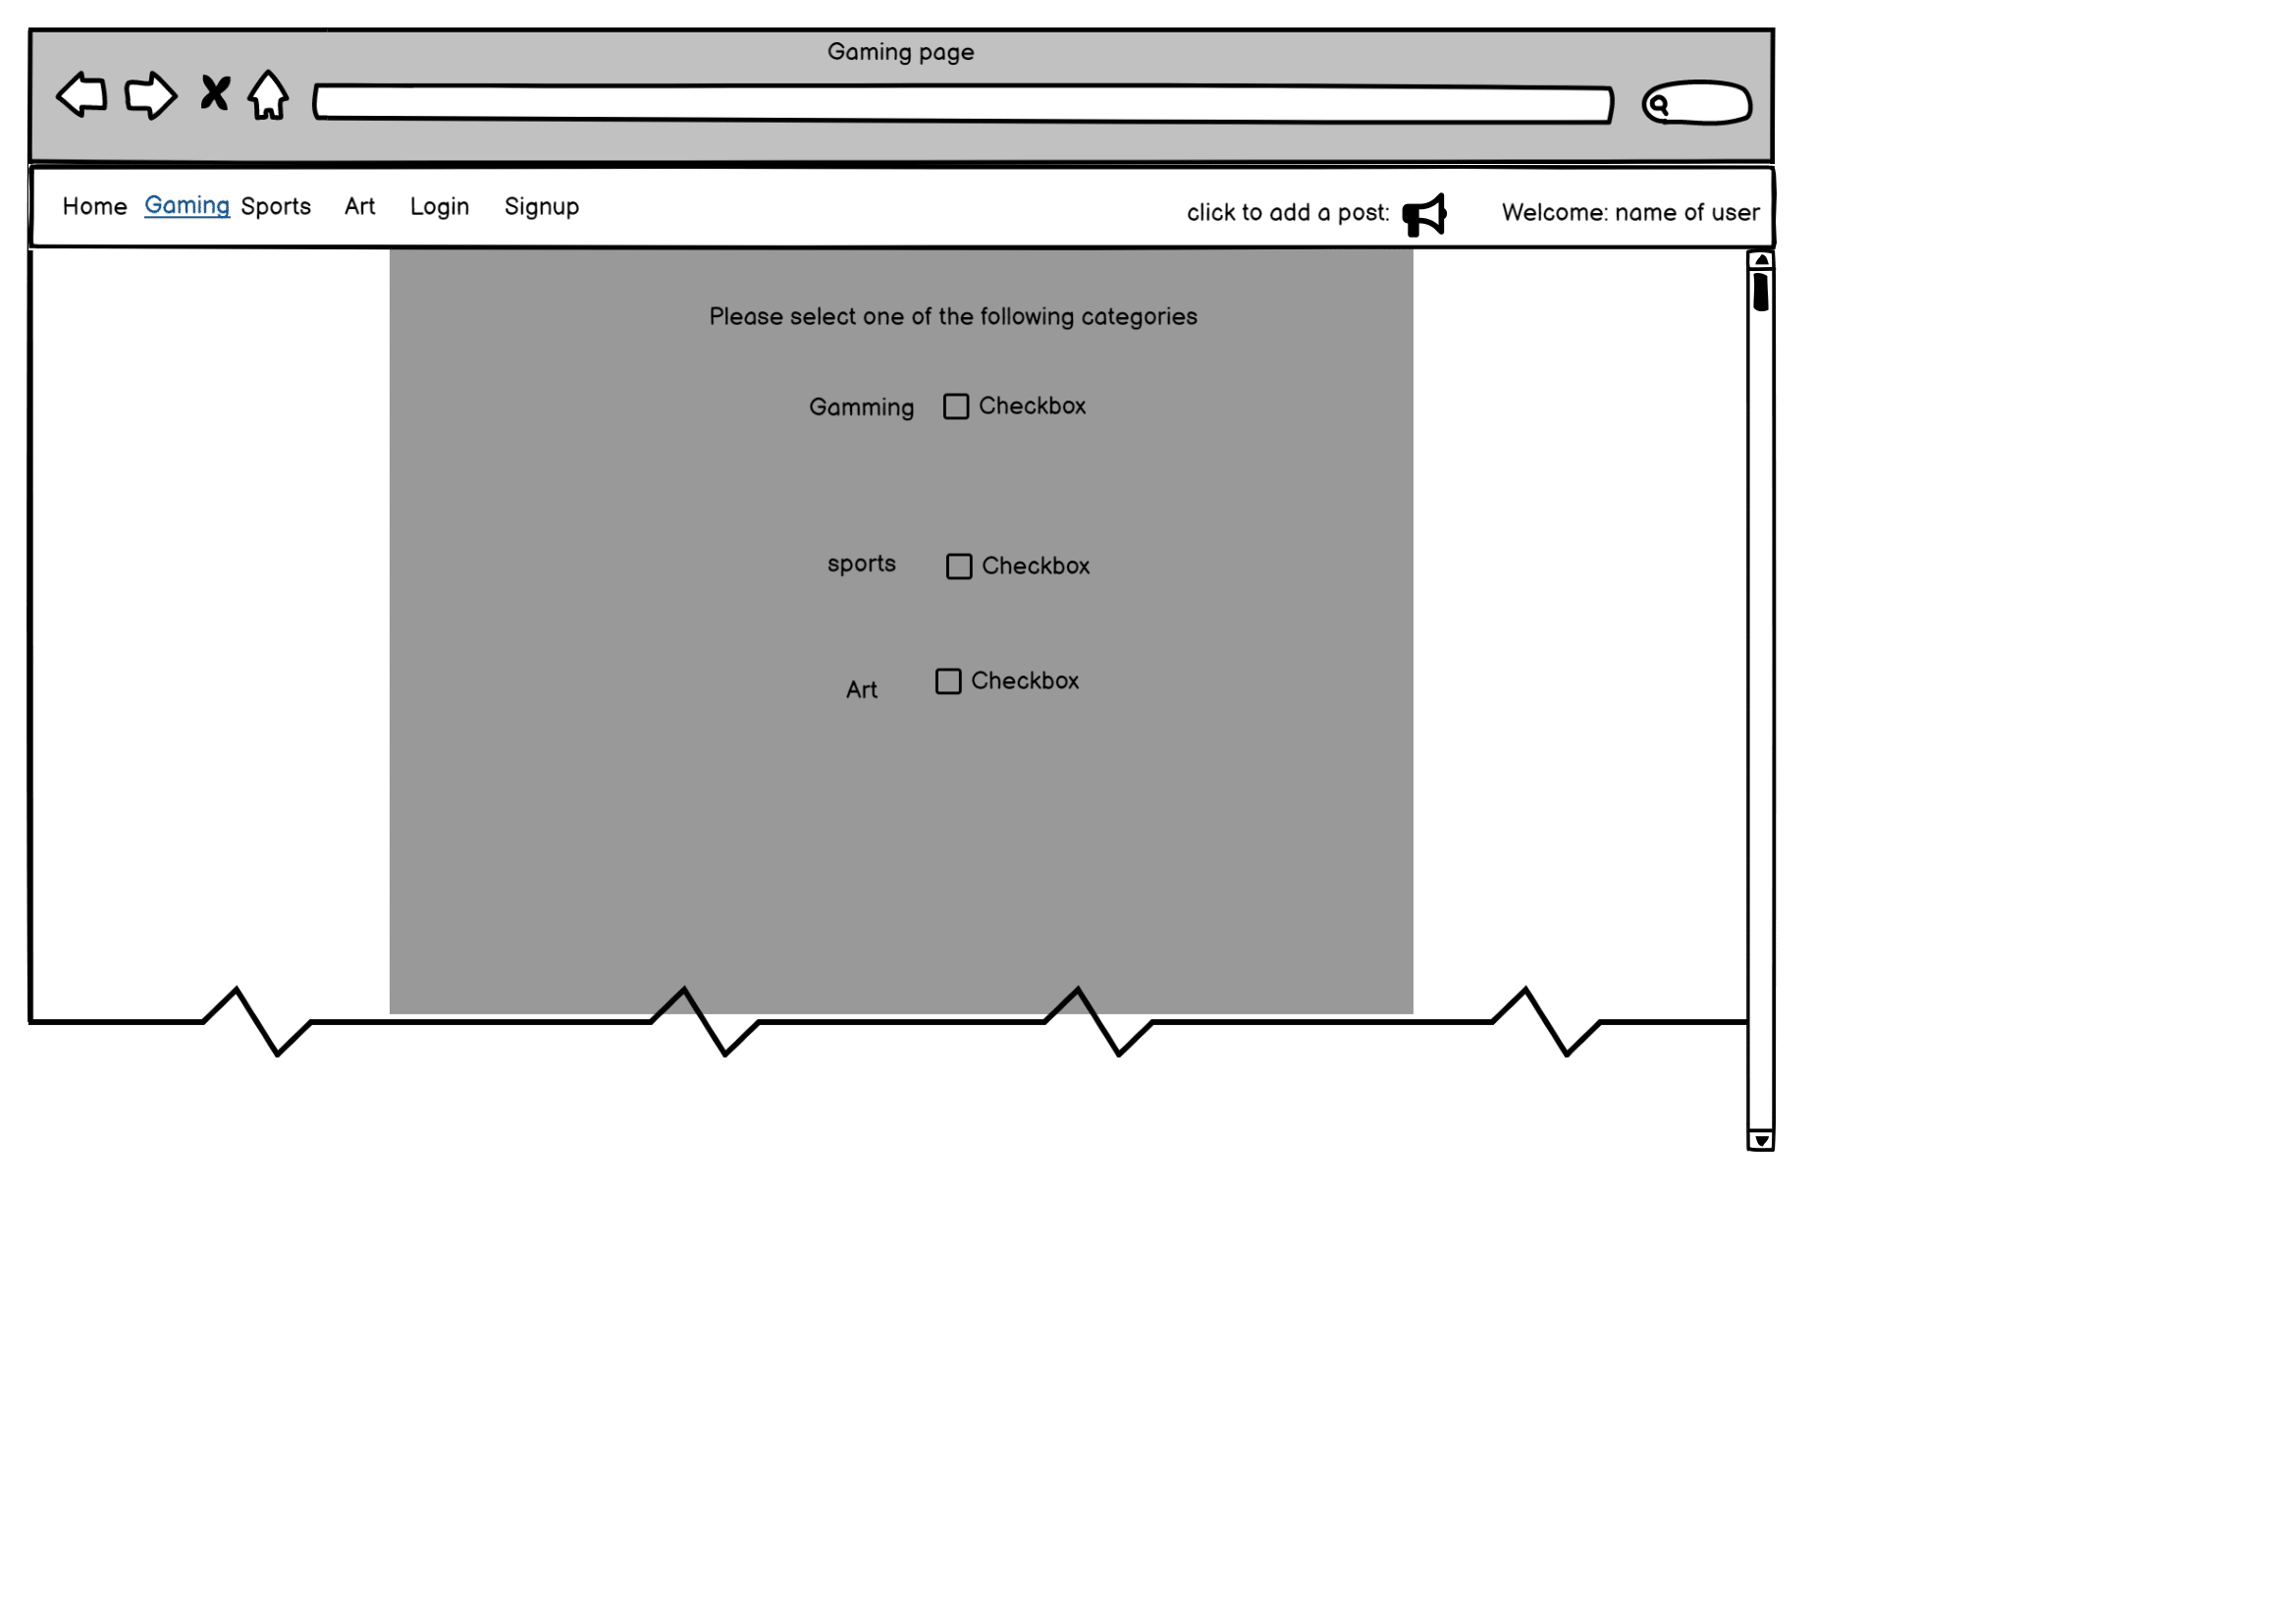 Gaming page
Home Gaming Sports Art Login Signup click to add a post: Welcome: name of user
Please select one of the following categories
Gamming Checkbox
sports Checkbox
Art Checkbox